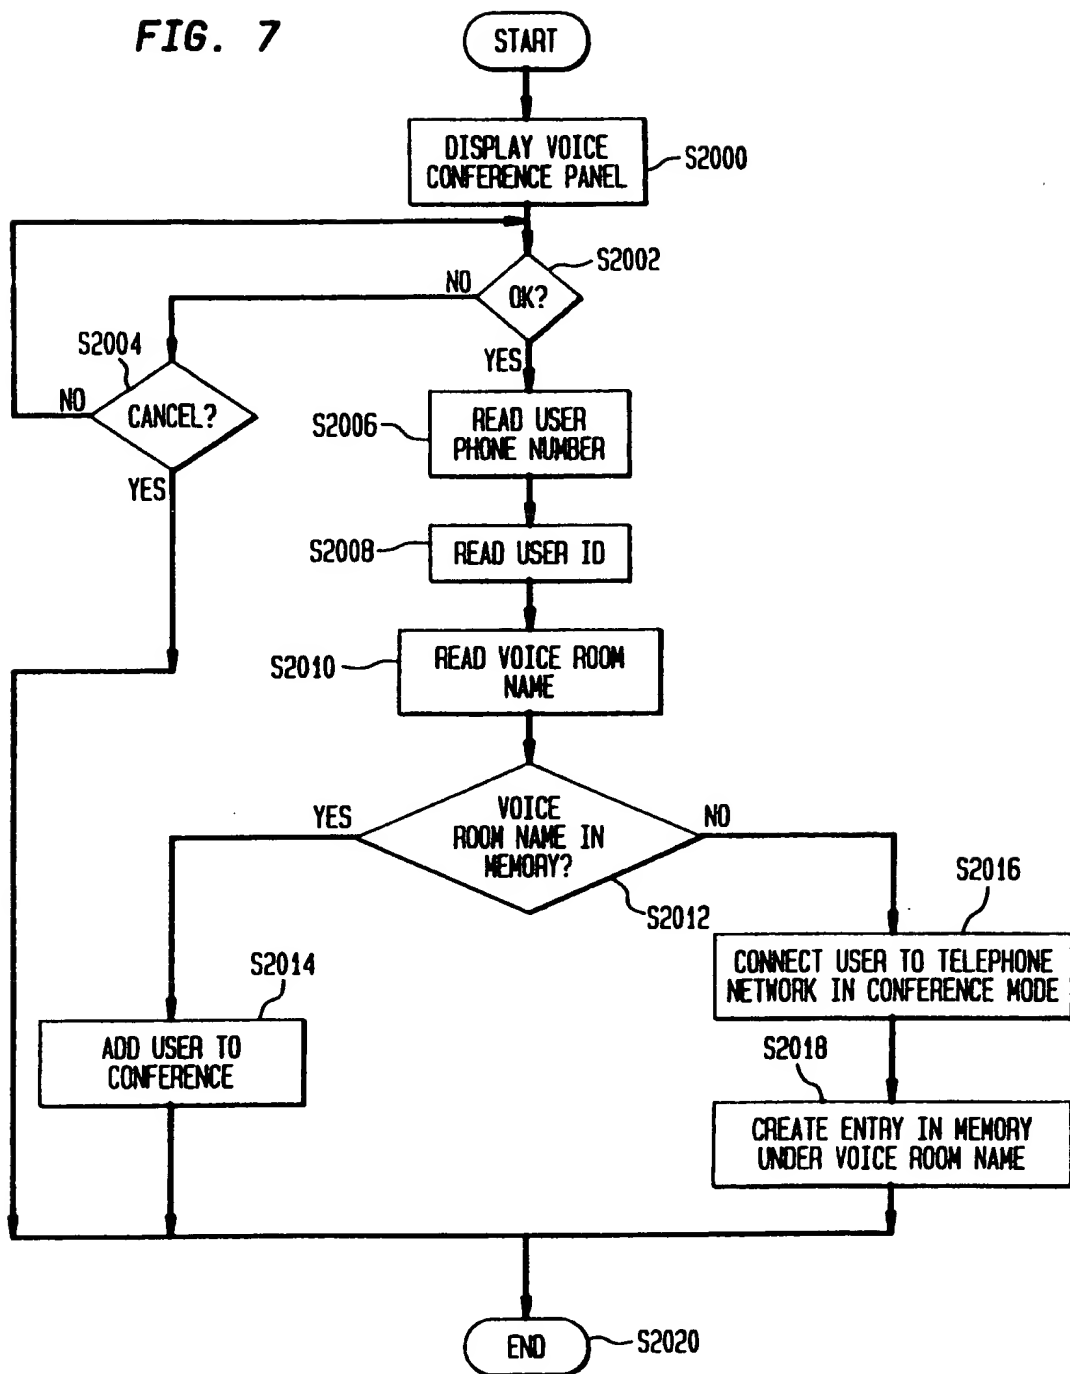 FIG. 7
START
DISPLAY VOICE
CONFERENCE PANEL
S2000
S2002
NO
OK?
S2004
YES
NO
CANCEL?
S2006
READ USER
PHONE NUMBER
YES
S2008
READ USER ID
S2010
READ VOICE ROOM
NAME
YES
VOICE
ROOM NAME IN
MEMORY?
NO
S2012
S2016
CONNECT USER TO TELEPHONE
NETWORK IN CONFERENCE MODE
S2014
ADD USER TO
CONFERENCE
S2018
CREATE ENTRY IN MEMORY
UNDER VOICE ROOM NAME
END
S2020